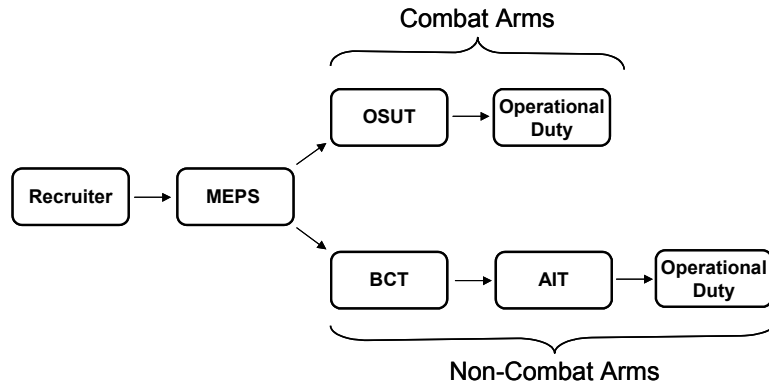 Combat Arms
OSUT
Operational
Duty
Recruiter
MEPS
BCT
AIT
Operational
Duty
Non-Combat Arms